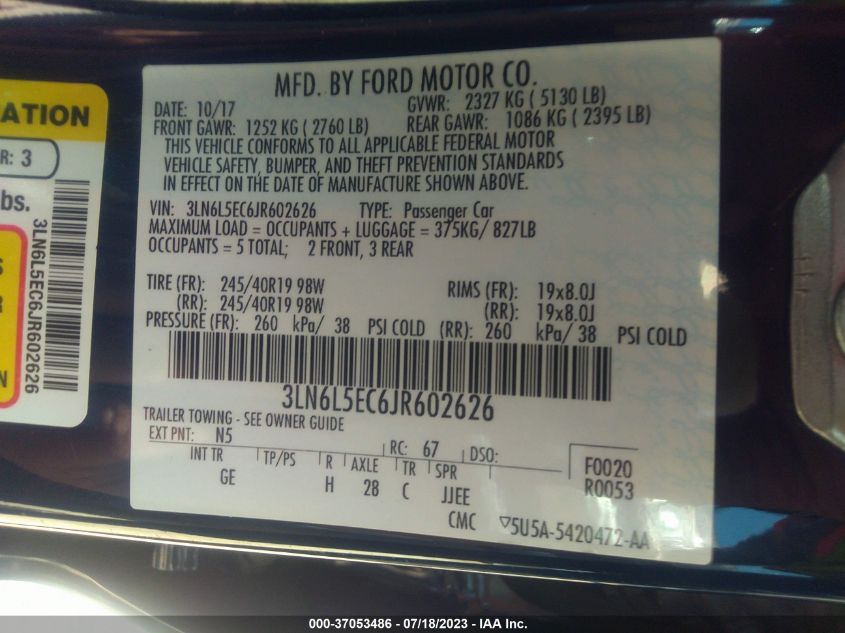 MFD. BY FORD MOTOR CO.
DATE: 10/17 GVWR: 2327 KG ( 5130 LB)
FRONT GAWR: 1252 KG ( 2760 LB) REAR GAWR: 1086 KG ( 2395 LB)
THIS VEHICLE CONFORMS TO ALL APPLICABLE FEDERAL MOTOR
VEHICLE SAFETY, BUMPER, AND THEFT PREVENTION STANDARDS
IN EFFECT ON THE DATE OF MANUFACTURE SHOWN ABOVE.
VIN: 3LN6L5EC6JR602626 TYPE: Passenger Car
MAXIMUM LOAD = OCCUPANTS + LUGGAGE = 375KG/ 827LB
OCCUPANTS = 5 TOTAL; 2 FRONT, 3 REAR
TIRE (FR): 245/40R19 98W RIMS (FR): 19x8.0J
(RR): 245/40R19 98W (RR): 19x8.0J
PRESSURE (FR): 260 kPa/ 38 PSI COLD (RR): 260 kPa/ 38 PSI COLD
3LN6L5EC6JR602626
TRAILER TOWING - SEE OWNER GUIDE
EXT PNT: N5 RC: 67 DSO:
INT TR TP/PS R AXLE TR SPR F0020
GE H 28 C JJEE R0053
CMC ▽5U5A-5420472-AA
ATION
R: 3
bs.
3LN6L5EC6JR602626
S
R
N
000-37053486 - 07/18/2023 - IAA Inc.